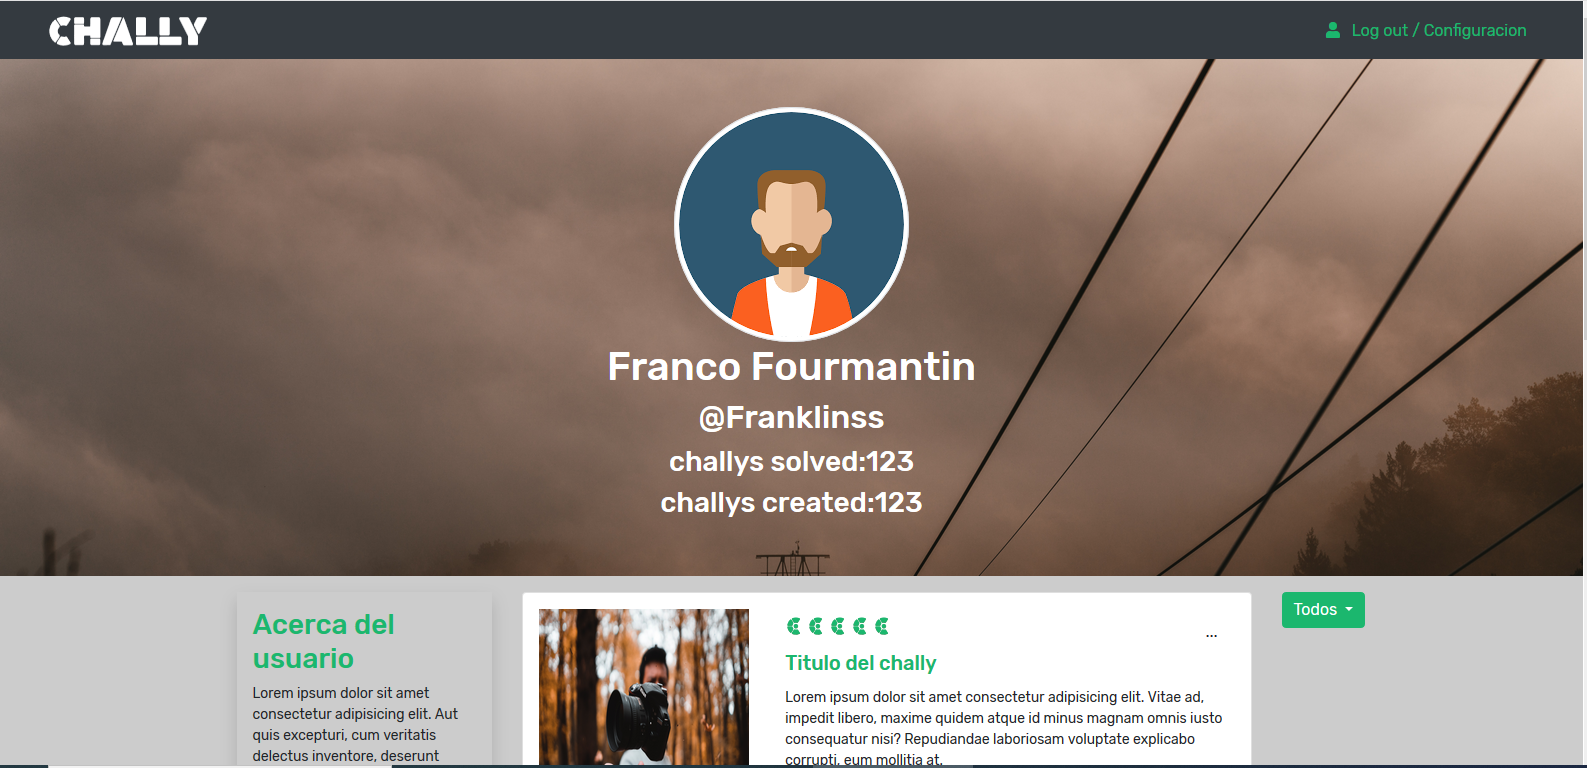 CHALLY
Log out / Configuracion
Franco Fourmantin
@Franklinss
challys solved:123
challys created:123
Acerca del
usuario
Lorem ipsum dolor sit amet
consectetur adipisicing elit. Aut
quis excepturi, cum veritatis
delectus inventore, deserunt
...
Titulo del chally
Lorem ipsum dolor sit amet consectetur adipisicing elit. Vitae ad,
impedit libero, maxime quidem atque id minus magnam omnis iusto
consequatur nisi? Repudiandae laboriosam voluptate explicabo
corrupti, eum mollitia at.
Todos